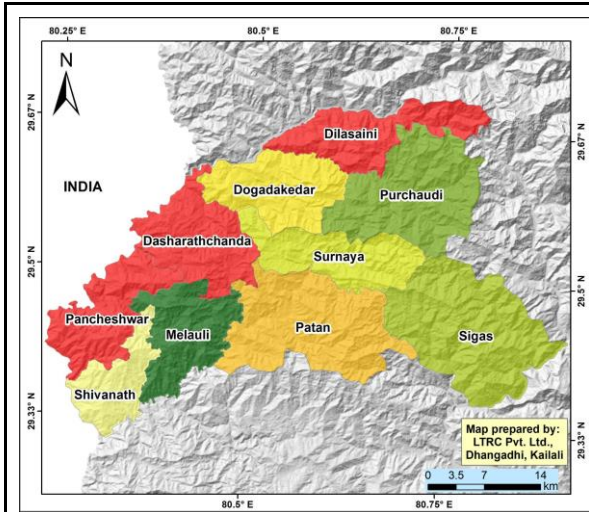 80.25° E
80.5° E
80.75° E
N
29.67° N
29.67° N
Dilasaini
INDIA
Dogadakedar
Purchaudi
Dasharathchanda
Surnaya
29.5° N
29.5° N
Pancheshwar
Melauli
Patan
Sigas
Shivanath
29.33° N
29.33° N
Map prepared by:
LTRC Pvt. Ltd.,
Dhangadhi, Kailali
0 3.5 7 14
km
80.5° E
80.75° E